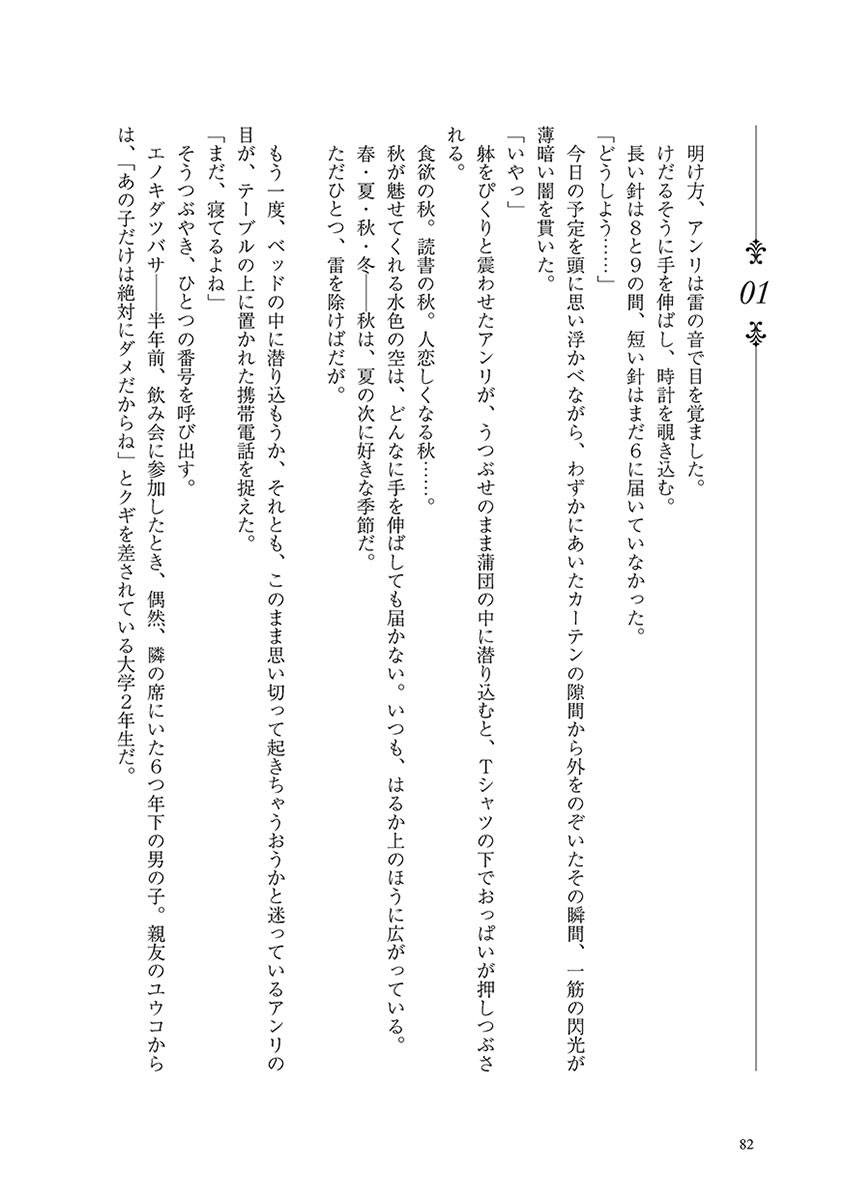 01
明け方、アンリは雷の音で目を覚ました。
けだるそうに手を伸ばし、時計を覗き込む。
長い針は8と9の間、短い針はまだ6に届いていなかった。
「どうしよう……」
今日の予定を頭に思い浮かべながら、わずかにあいたカーテンの隙間から外をのぞいたその瞬間、一筋の閃光が
薄暗い闇を貫いた。
「いやっ」
躰をぴくりと震わせたアンリが、うつぶせのまま蒲団の中に潜り込むと、Tシャツの下でおっぱいが押しつぶさ
れる。
食欲の秋。読書の秋。人恋しくなる秋……。
秋が魅せてくれる水色の空は、どんなに手を伸ばしても届かない。いつも、はるか上のほうに広がっている。
春・夏・秋・冬――秋は、夏の次に好きな季節だ。
ただひとつ、雷を除けばだが。
もう一度、ベッドの中に潜り込もうか、それとも、このまま思い切って起きちゃうおうかと迷っているアンリの
目が、テーブルの上に置かれた携帯電話を捉えた。
「まだ、寝てるよね」
そうつぶやき、ひとつの番号を呼び出す。
エノキダツバサ――半年前、飲み会に参加したとき、偶然、隣の席にいた6つ年下の男の子。親友のユウコから
は、「あの子だけは絶対にダメだからね」とクギを差されている大学2年生だ。
82